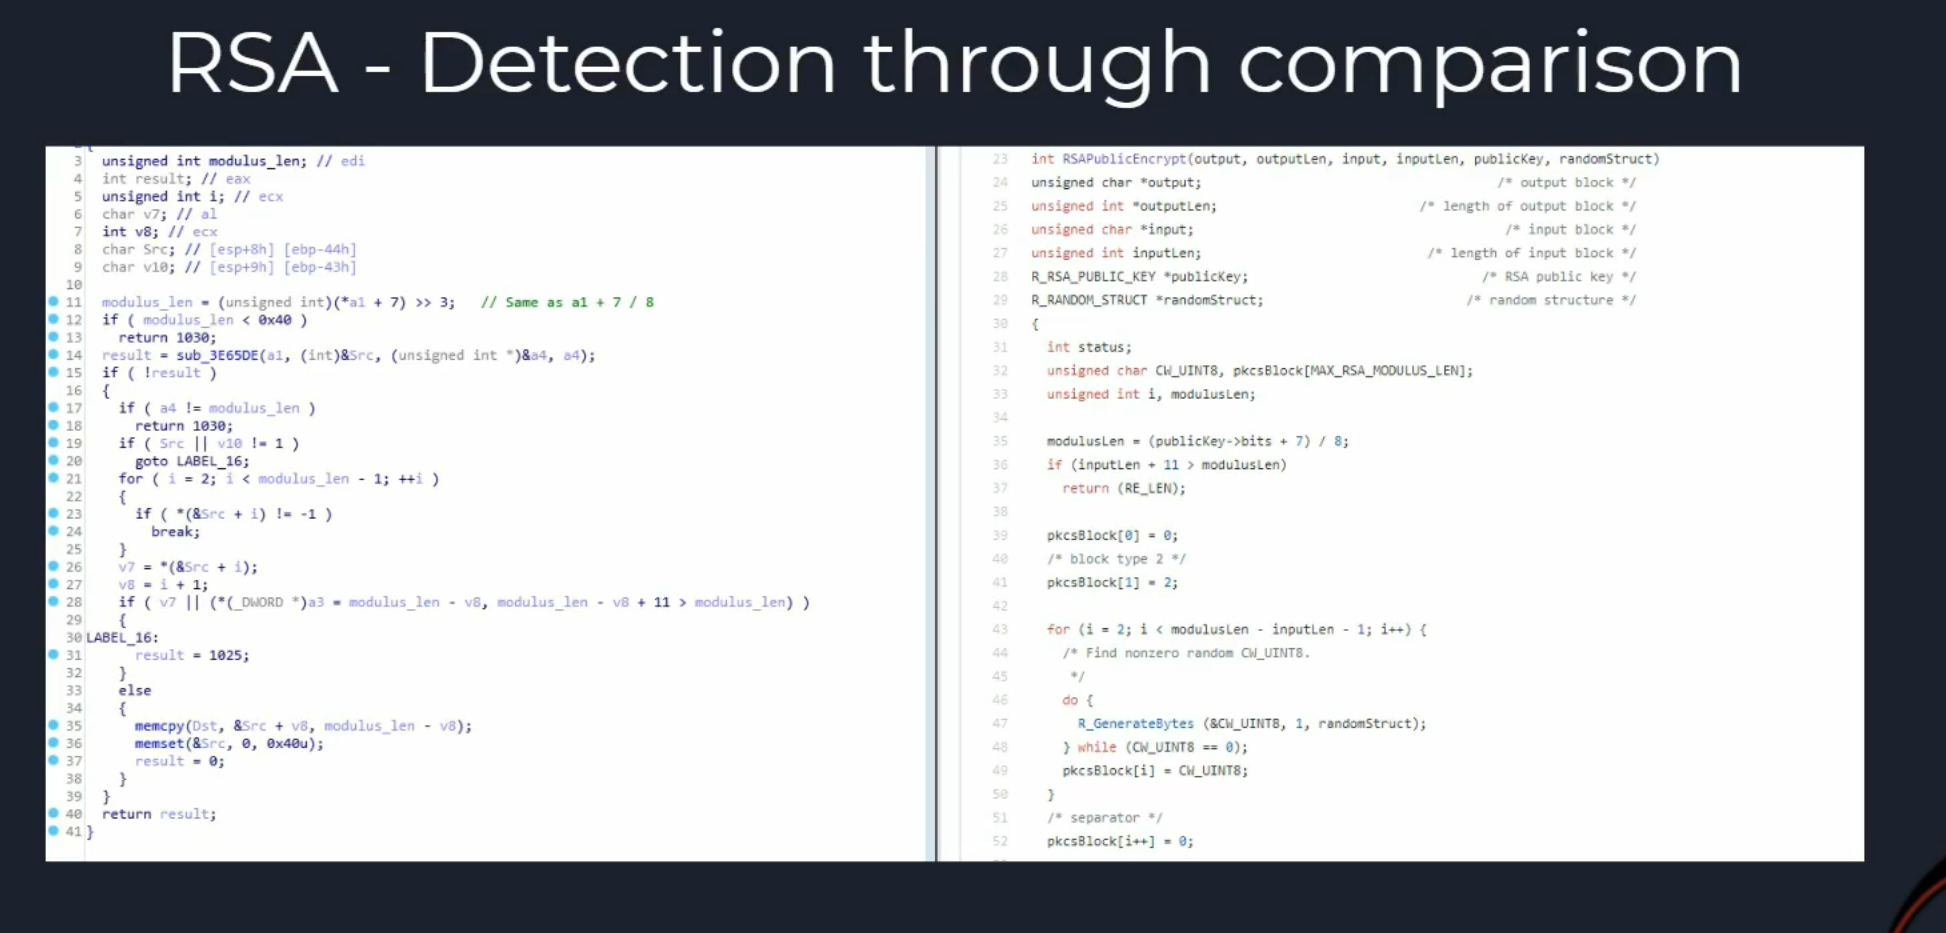 RSA - Detection through comparison
{
3 unsigned int modulus_len; // edi
4 int result; // eax
5 unsigned int i; // ecx
6 char v7; // al
7 int v8; // ecx
8 char Src; // [esp+8h] [ebp-44h]
9 char v10; // [esp+9h] [ebp-43h]
10
11 modulus_len = (unsigned int)(*a1 + 7) >> 3; // Same as a1 + 7 / 8
12 if ( modulus_len < 0x40 )
13 return 1030;
14 result = sub_3E65DE(a1, (int)&Src, (unsigned int *)&a4, a4);
15 if ( !result )
16 {
17 if ( a4 != modulus_len )
18 return 1030;
19 if ( Src || v10 != 1 )
20 goto LABEL_16;
21 for ( i = 2; i < modulus_len - 1; ++i )
22 {
23 if ( *(&Src + i) != -1 )
24 break;
25 }
26 v7 = *(&Src + i);
27 v8 = i + 1;
28 if ( v7 || (*(_DWORD *)a3 = modulus_len - v8, modulus_len - v8 + 11 > modulus_len) )
29 {
30 LABEL_16:
31 result = 1025;
32 }
33 else
34 {
35 memcpy(Dst, &Src + v8, modulus_len - v8);
36 memset(&Src, 0, 0x40u);
37 result = 0;
38 }
39 }
40 return result;
41 }
23 int RSAPublicEncrypt(output, outputLen, input, inputLen, publicKey, randomStruct)
24 unsigned char *output; /* output block */
25 unsigned int *outputLen; /* length of output block */
26 unsigned char *input; /* input block */
27 unsigned int inputLen; /* length of input block */
28 R_RSA_PUBLIC_KEY *publicKey; /* RSA public key */
29 R_RANDOM_STRUCT *randomStruct; /* random structure */
30 {
31 int status;
32 unsigned char CW_UINT8, pkcsBlock[MAX_RSA_MODULUS_LEN];
33 unsigned int i, modulusLen;
34
35 modulusLen = (publicKey->bits + 7) / 8;
36 if (inputLen + 11 > modulusLen)
37 return (RE_LEN);
38
39 pkcsBlock[0] = 0;
40 /* block type 2 */
41 pkcsBlock[1] = 2;
42
43 for (i = 2; i < modulusLen - inputLen - 1; i++) {
44 /* Find nonzero random CW_UINT8.
45 */
46 do {
47 R_GenerateBytes (&CW_UINT8, 1, randomStruct);
48 } while (CW_UINT8 == 0);
49 pkcsBlock[i] = CW_UINT8;
50 }
51 /* separator */
52 pkcsBlock[i++] = 0;